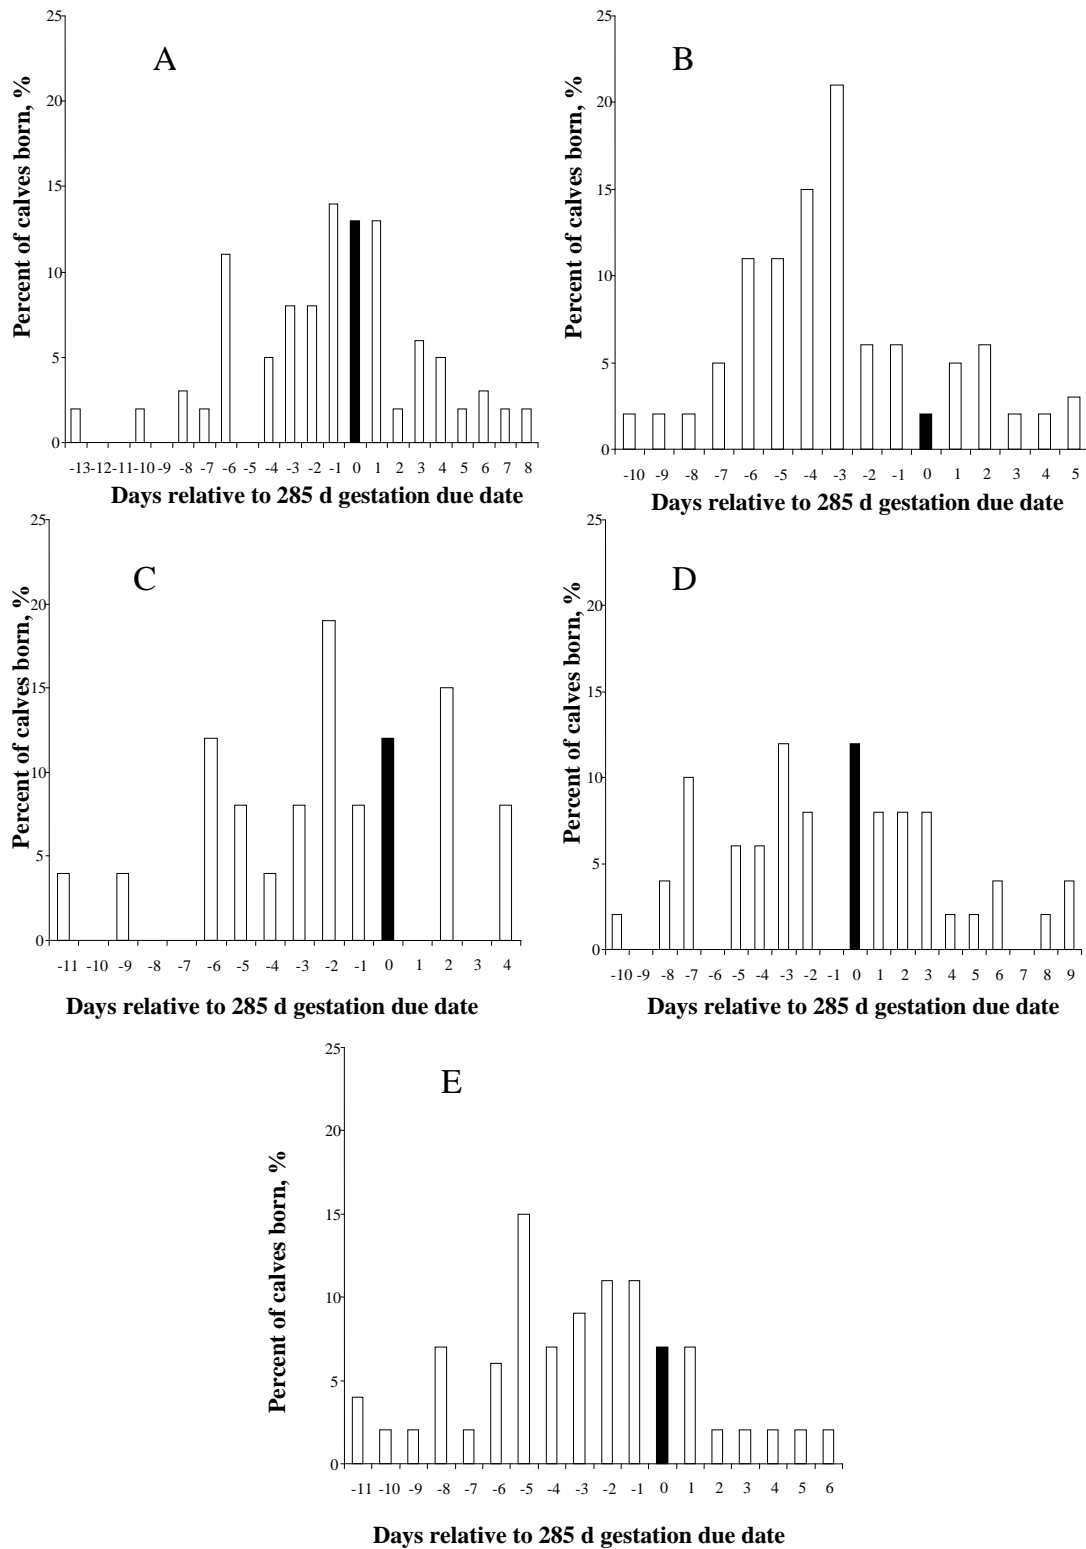 A
Percent of calves born, %
25
20
15
10
5
0
-13 -12 -11 -10 -9 -8 -7 -6 -5 -4 -3 -2 -1 0 1 2 3 4 5 6 7 8
Days relative to 285 d gestation due date
B
Percent of calves born, %
25
20
15
10
5
0
-10 -9 -8 -7 -6 -5 -4 -3 -2 -1 0 1 2 3 4 5
Days relative to 285 d gestation due date
C
Percent of calves born, %
25
20
15
10
5
0
-11 -10 -9 -8 -7 -6 -5 -4 -3 -2 -1 0 1 2 3 4
Days relative to 285 d gestation due date
D
Percent of calves born, %
25
20
15
10
5
0
-10 -9 -8 -7 -6 -5 -4 -3 -2 -1 0 1 2 3 4 5 6 7 8 9
Days relative to 285 d gestation due date
E
Percent of calves born, %
25
20
15
10
5
0
-11 -10 -9 -8 -7 -6 -5 -4 -3 -2 -1 0 1 2 3 4 5 6
Days relative to 285 d gestation due date